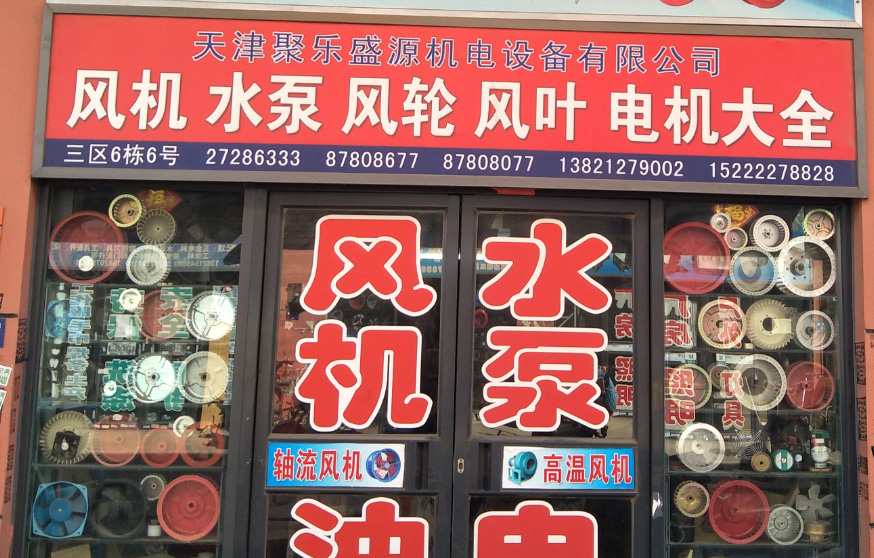 天津聚乐盛源机电设备有限公司
风机 水泵 风轮 风叶 电机大全
三区6栋6号 27286333 87808677 87808077 13821279002 15222278828
风机
水泵
轴流风机
高温风机